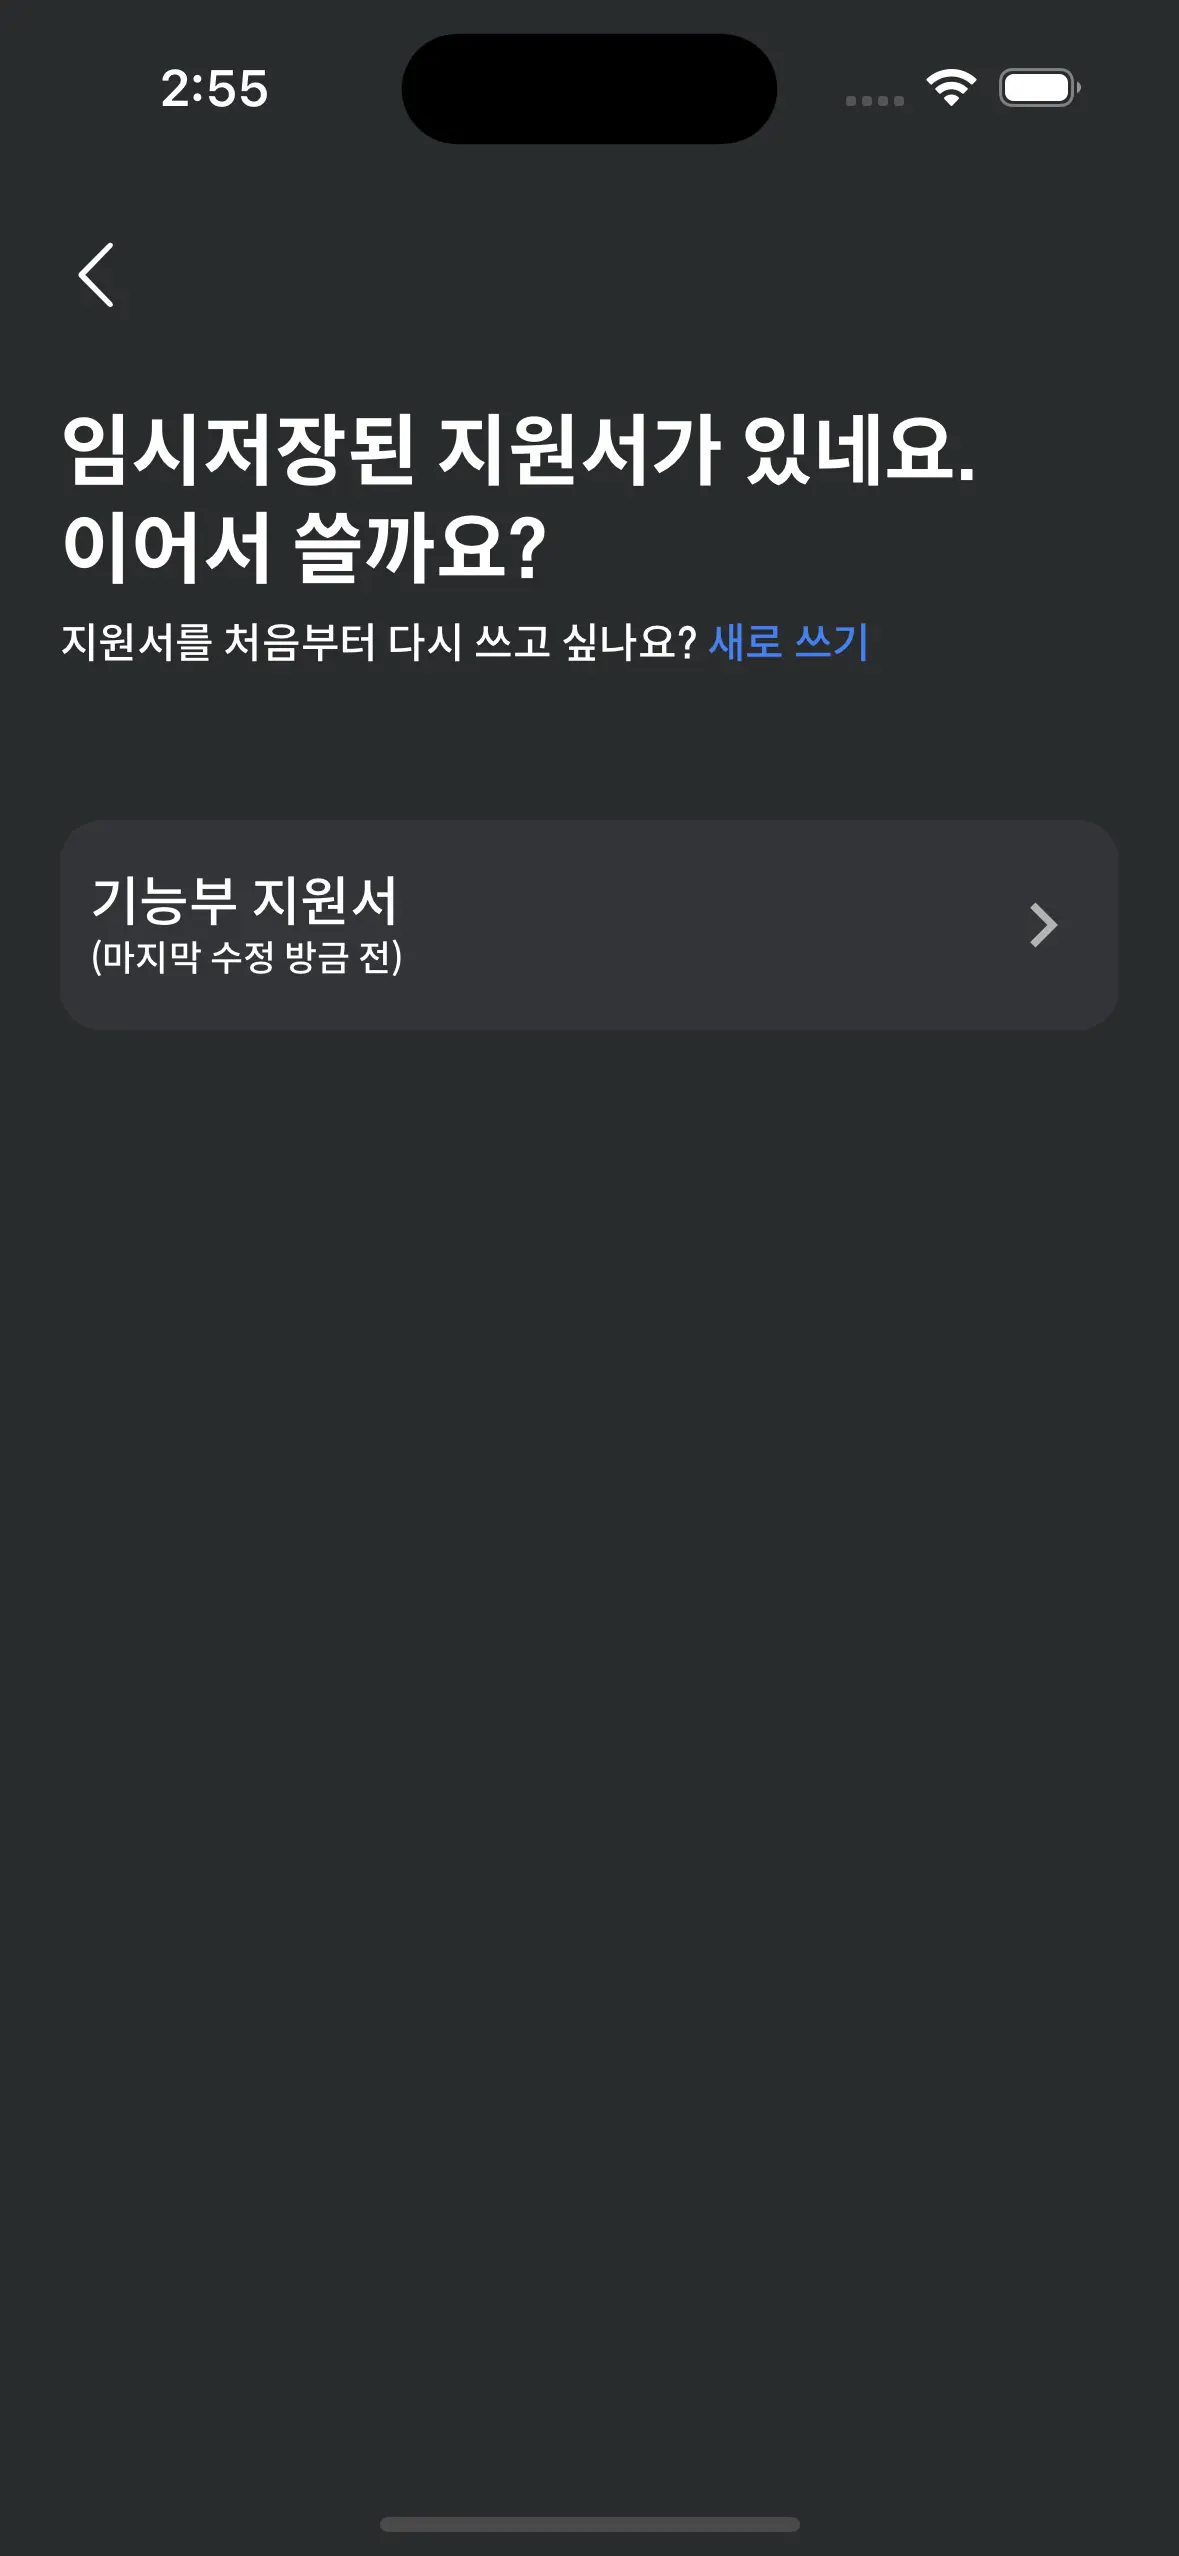 2:55
임시저장된 지원서가 있네요.
이어서 쓸까요?
지원서를 처음부터 다시 쓰고 싶나요? 새로 쓰기
기능부 지원서
(마지막 수정 방금 전)